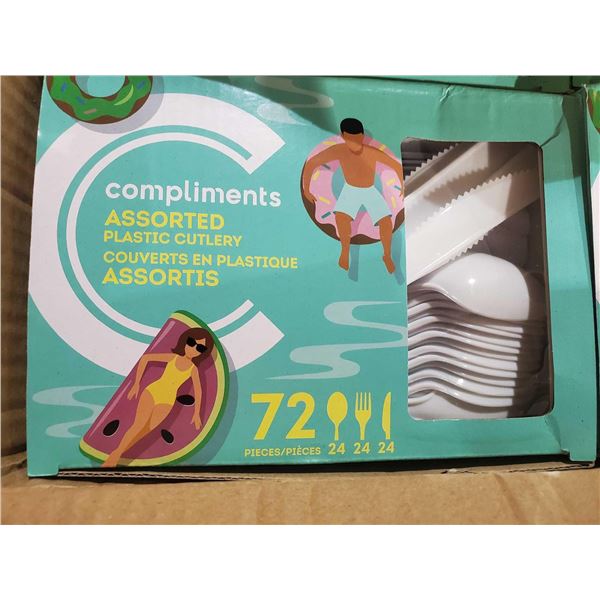 compliments
ASSORTED
PLASTIC CUTLERY
COUVERTS EN PLASTIQUE
ASSORTIS
72
PIECES/PIÈCES 24 24 24